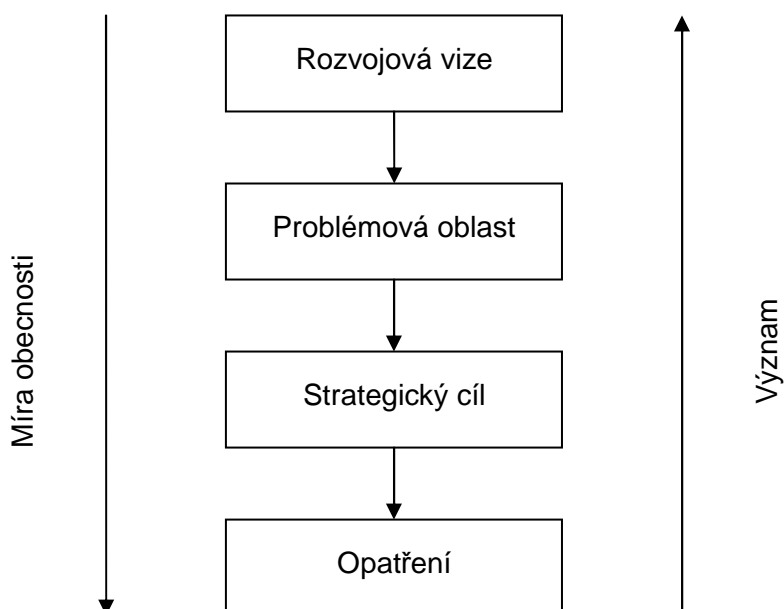 Rozvojová vize
Problémová oblast
Strategický cíl
Opatření
Míra obecnosti
Význam